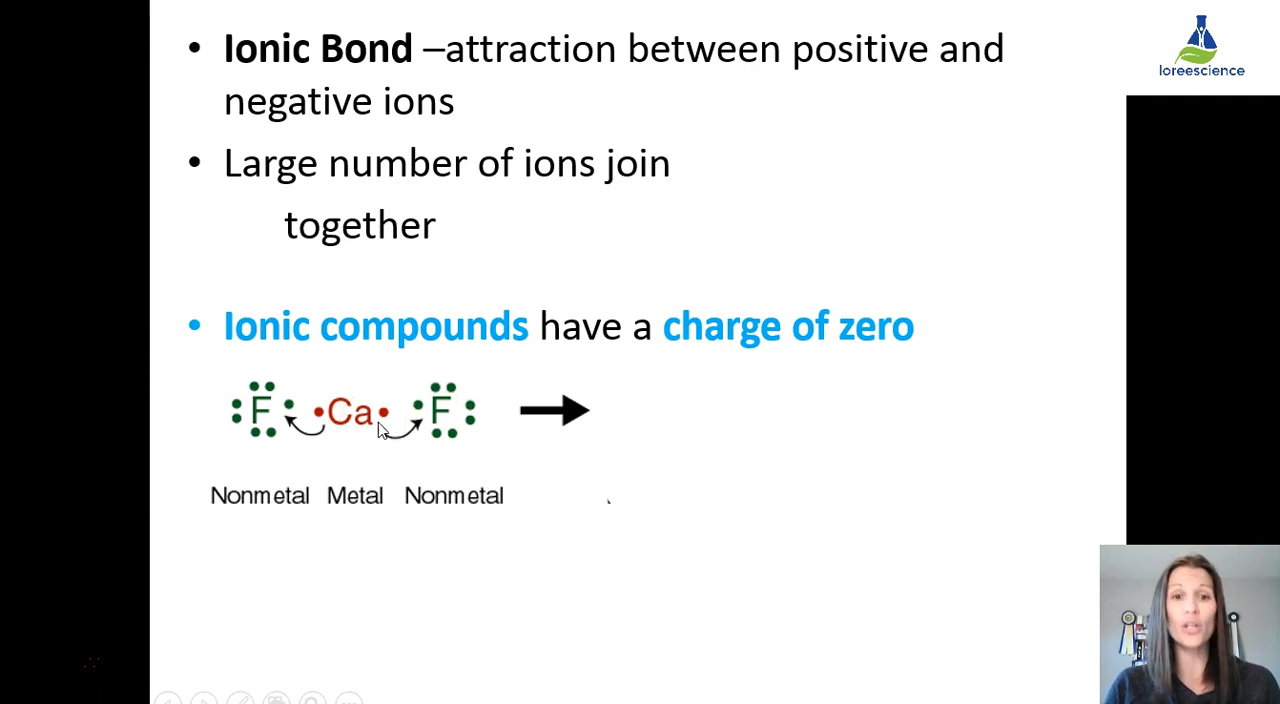 • Ionic Bond –attraction between positive and
negative ions
• Large number of ions join
together
• Ionic compounds have a charge of zero
F Ca F
Nonmetal Metal Nonmetal
loreescience